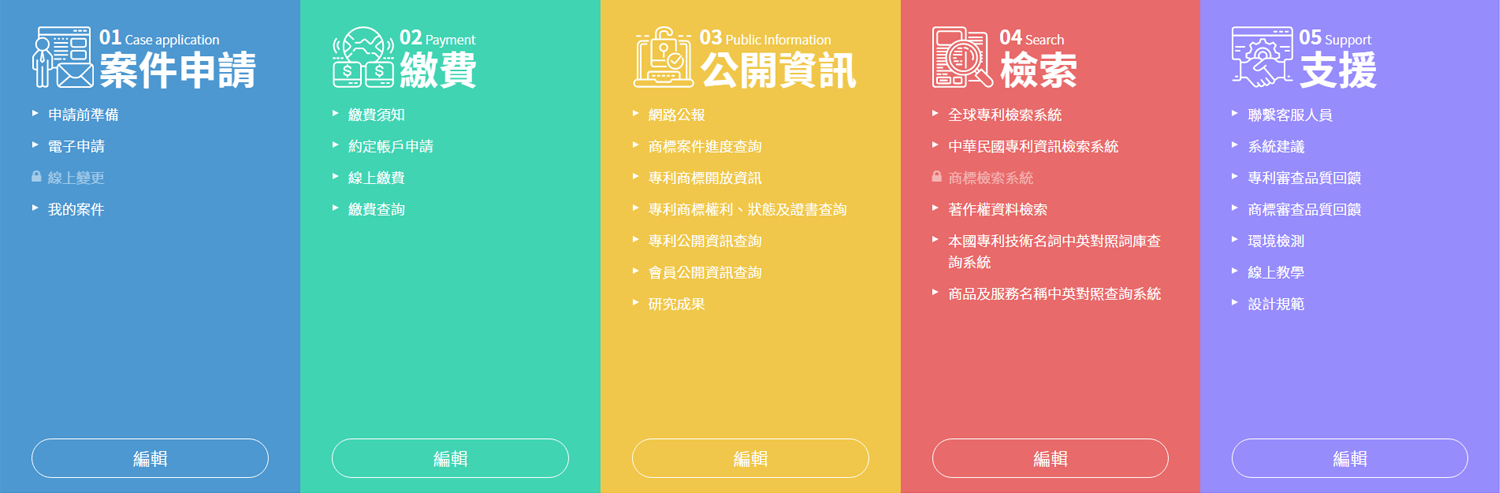 01 Case application
案件申請
申請前準備
電子申請
線上變更
我的案件
編輯
02 Payment
繳費
繳費須知
約定帳戶申請
線上繳費
繳費查詢
編輯
03 Public Information
公開資訊
網路公報
商標案件進度查詢
專利商標開放資訊
專利商標權利、狀態及證書查詢
專利公開資訊查詢
會員公開資訊查詢
研究成果
編輯
04 Search
檢索
全球專利檢索系統
中華民國專利資訊檢索系統
商標檢索系統
著作權資料檢索
本國專利技術名詞中英對照詞庫查
詢系統
商品及服務名稱中英對照查詢系統
編輯
05 Support
支援
聯繫客服人員
系統建議
專利審查品質回饋
商標審查品質回饋
環境檢測
線上教學
設計規範
編輯